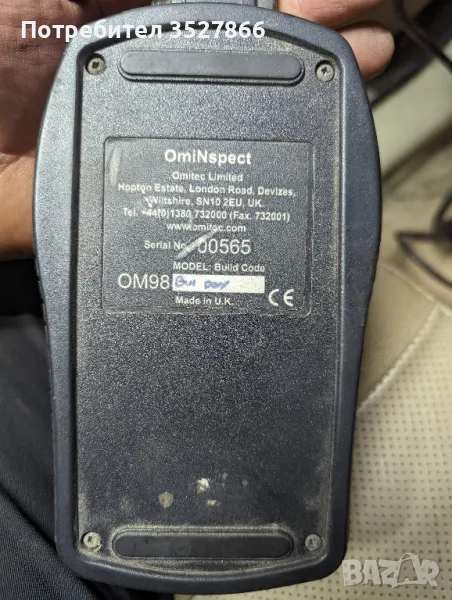 Потребител 3527866
OmiNspect
Omitec Limited
Hopton Estate, London Road, Devizes,
Wiltshire, SN10 2EU, UK.
Tel. +44(0)1380 732000 (Fax. 732001)
www.omitec.com
Serial No. 00565
MODEL: Build Code
OM98
Made in U.K.
CE
BAZAR